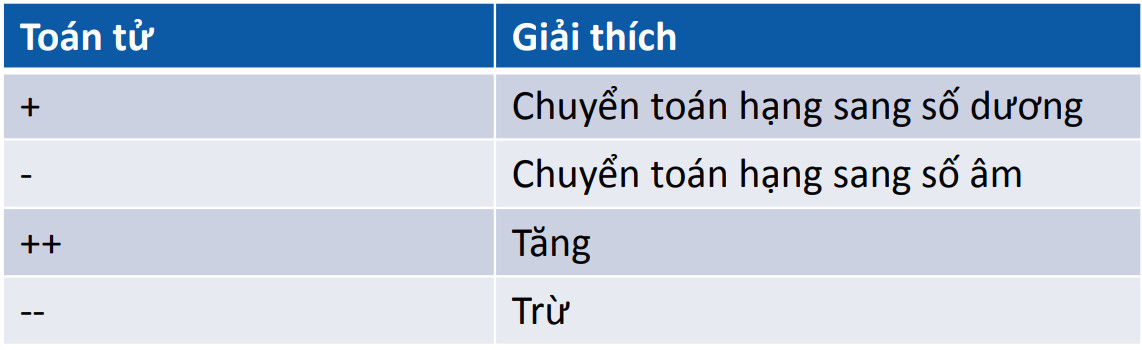 Toán tử Giải thích
+ Chuyển toán hạng sang số dương
- Chuyển toán hạng sang số âm
++ Tăng
-- Trừ